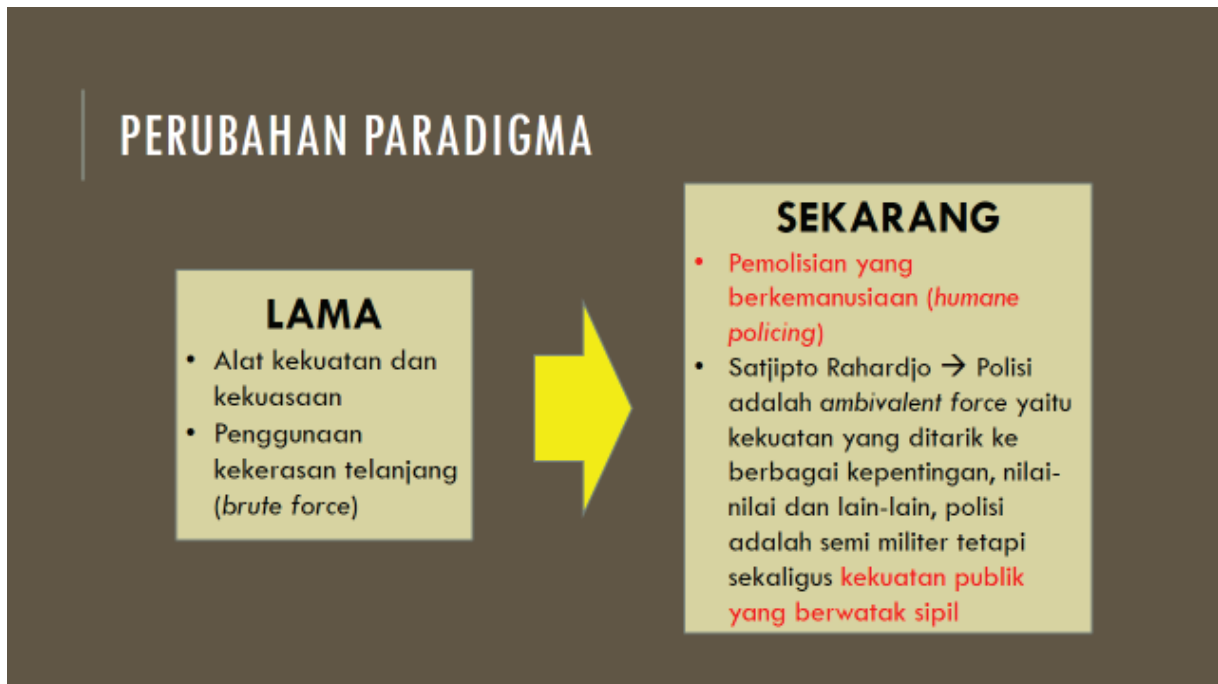 PERUBAHAN PARADIGMA
LAMA
• Alat kekuatan dan
kekuasaan
• Penggunaan
kekerasan telanjang
(brute force)
SEKARANG
• Pemolisian yang
berkemanusiaan (humane
policing)
• Satjipto Rahardjo → Polisi
adalah ambivalent force yaitu
kekuatan yang ditarik ke
berbagai kepentingan, nilai-
nilai dan lain-lain, polisi
adalah semi militer tetapi
sekaligus kekuatan publik
yang berwatak sipil